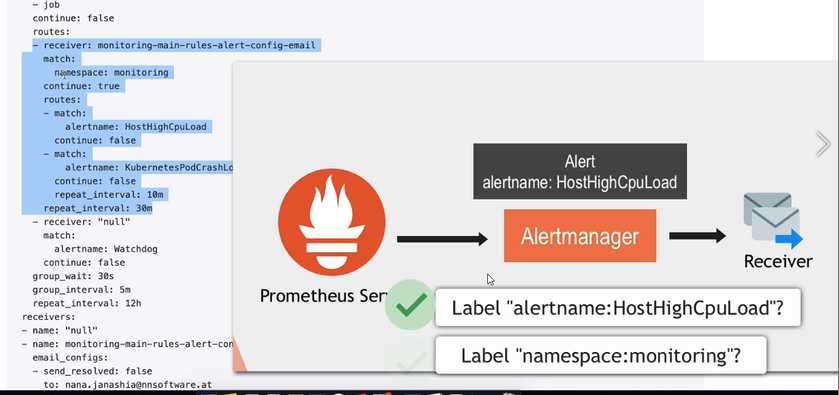 - job
continue: false
routes:
- receiver: monitoring-main-rules-alert-config-email
match:
namespace: monitoring
continue: true
routes:
- match:
alertname: HostHighCpuLoad
continue: false
- match:
alertname: KubernetesPodCrashLo
continue: false
repeat_interval: 10m
repeat_interval: 30m
- receiver: "null"
match:
alertname: Watchdog
continue: false
group_wait: 30s
group_interval: 5m
repeat_interval: 12h
receivers:
- name: "null"
- name: monitoring-main-rules-alert-con
email_configs:
- send_resolved: false
to: nana.janashia@nnsoftware.at
Alert
alertname: HostHighCpuLoad
Alertmanager
Receiver
Prometheus Ser
Label "alertname:HostHighCpuLoad"?
Label "namespace:monitoring"?